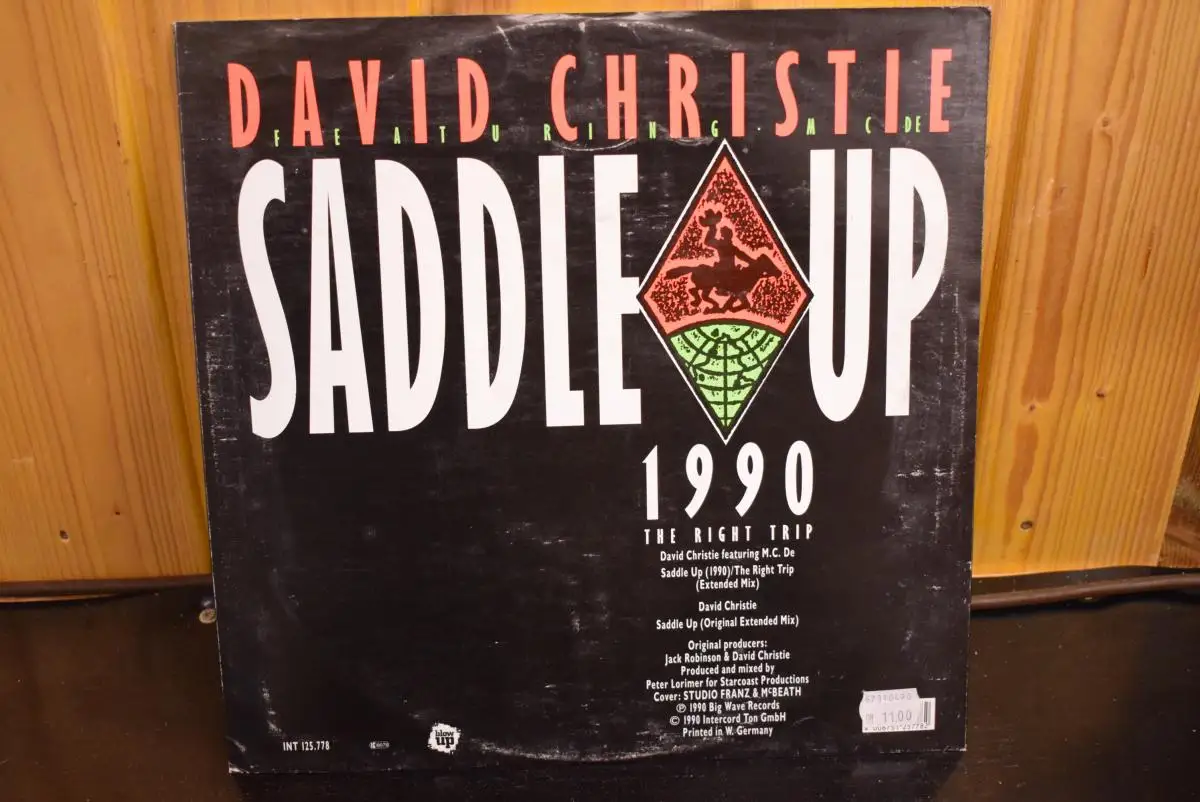 DAVID CHRISTIE
FEATURING · MC DE
SADDLE UP
1990
THE RIGHT TRIP
David Christie featuring M.C. De
Saddle Up (1990)/The Right Trip
(Extended Mix)
David Christie
Saddle Up (Original Extended Mix)
Original producers:
Jack Robinson & David Christie
Produced and mixed by
Peter Lorimer for Starcoast Productions
Cover: STUDIO FRANZ & McBEATH
℗ 1990 Big Wave Records
© 1990 Intercord Ton GmbH
Printed in W. Germany
INT 125.778
blow
up
DM 11.00